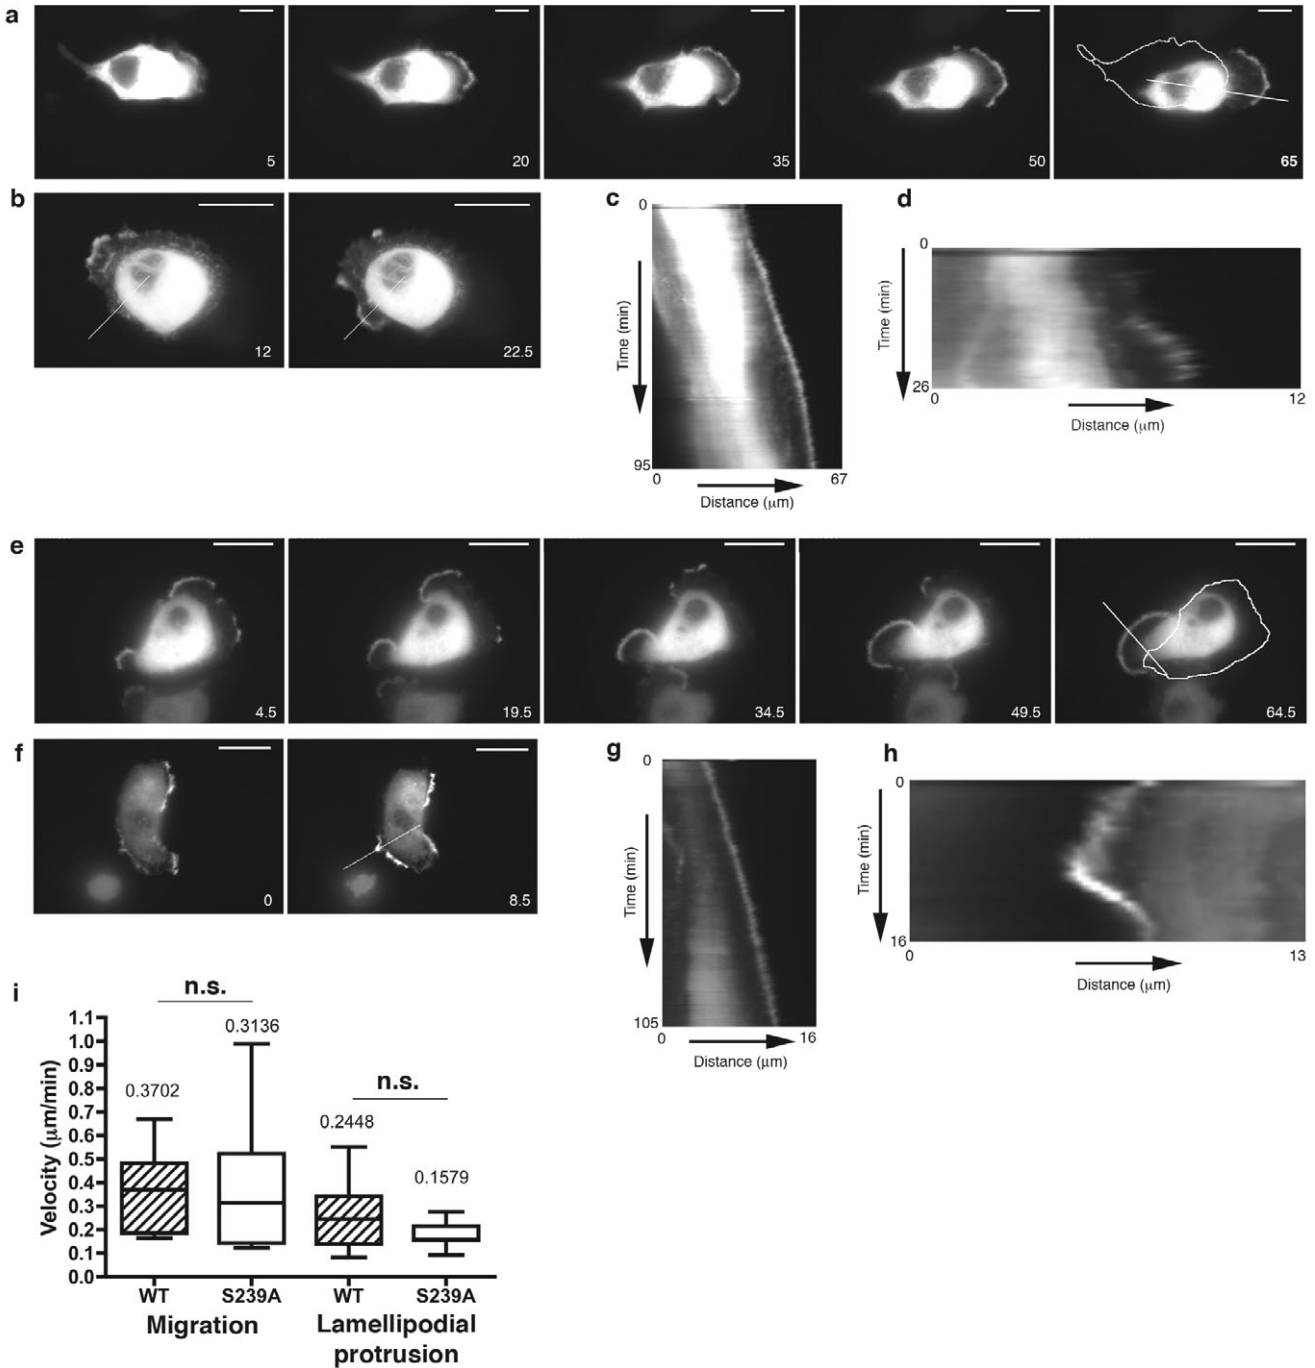 a
5
20
35
50
65
b
12
22.5
c
0
Time (min)
95
0
67
Distance (μm)
d
0
Time (min)
26
0
12
Distance (μm)
e
4.5
19.5
34.5
49.5
64.5
f
0
8.5
g
0
Time (min)
105
0
16
Distance (μm)
h
0
Time (min)
16
0
13
Distance (μm)
i
n.s.
n.s.
0.3702
0.3136
0.2448
0.1579
Velocity (μm/min)
1.1
1.0
0.9
0.8
0.7
0.6
0.5
0.4
0.3
0.2
0.1
0.0
WT S239A WT S239A
Migration
Lamellipodial
protrusion